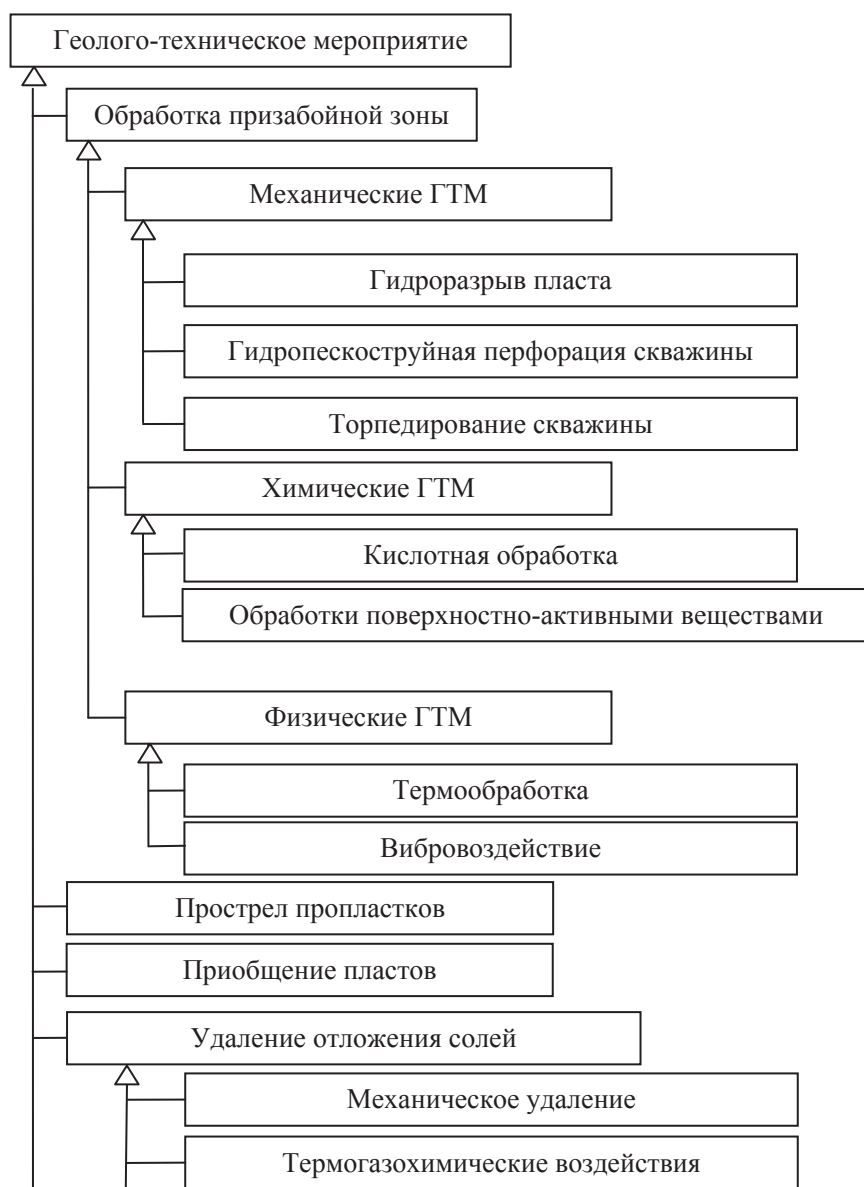 Геолого-техническое мероприятие
Обработка призабойной зоны
Механические ГТМ
Гидроразрыв пласта
Гидропескоструйная перфорация скважины
Торпедирование скважины
Химические ГТМ
Кислотная обработка
Обработки поверхностно-активными веществами
Физические ГТМ
Термообработка
Вибровоздействие
Прострел пропластков
Приобщение пластов
Удаление отложения солей
Механическое удаление
Термогазохимические воздействия